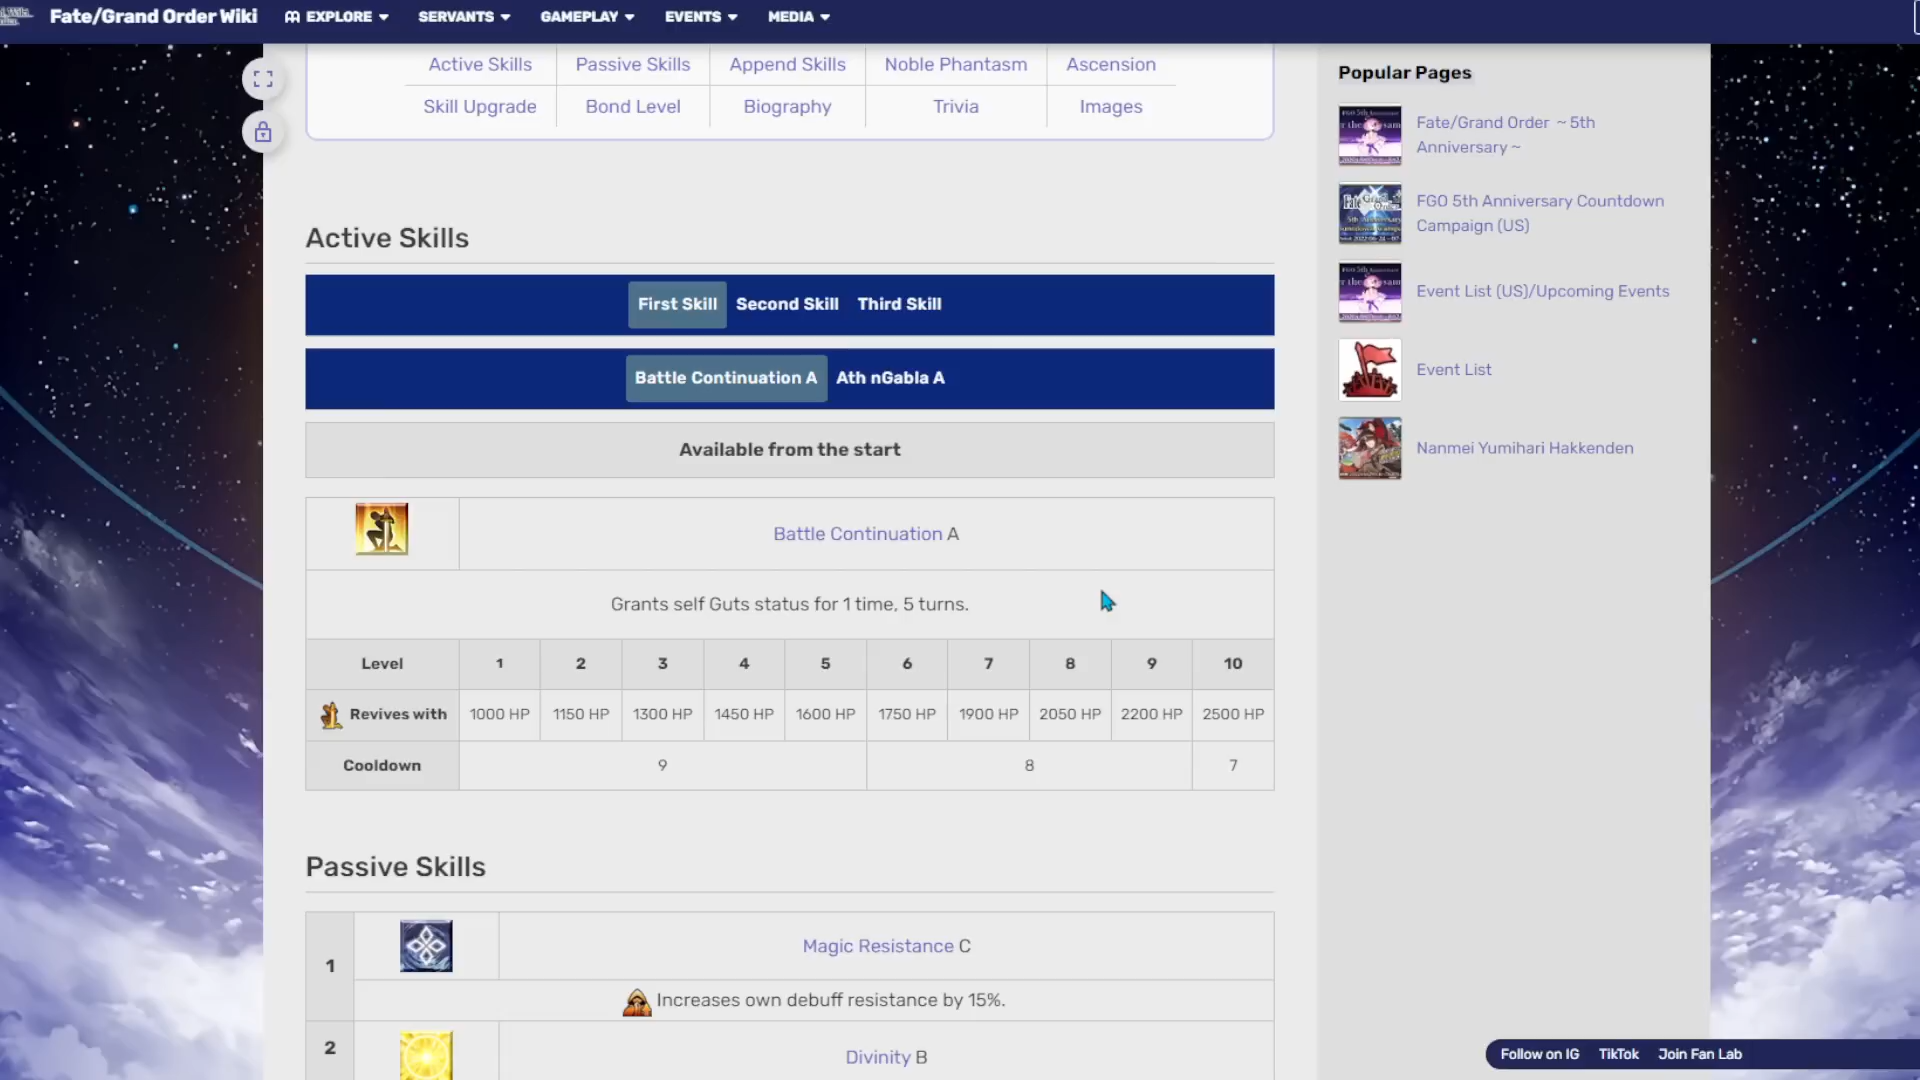 Fate/Grand Order Wiki
EXPLORE
SERVANTS
GAMEPLAY
EVENTS
MEDIA
Active Skills
Passive Skills
Append Skills
Noble Phantasm
Ascension
Skill Upgrade
Bond Level
Biography
Trivia
Images
Active Skills
First Skill
Second Skill
Third Skill
Battle Continuation A
Ath nGabla A
Available from the start
Battle Continuation A
Grants self Guts status for 1 time, 5 turns.
Level 1 2 3 4 5 6 7 8 9 10
Revives with 1000 HP 1150 HP 1300 HP 1450 HP 1600 HP 1750 HP 1900 HP 2050 HP 2200 HP 2500 HP
Cooldown 9 8 7
Passive Skills
1
Magic Resistance C
Increases own debuff resistance by 15%.
2
Divinity B
Popular Pages
Fate/Grand Order ~5th
Anniversary ~
FGO 5th Anniversary Countdown
Campaign (US)
Event List (US)/Upcoming Events
Event List
Nanmei Yumihari Hakkenden
Follow on IG
TikTok
Join Fan Lab